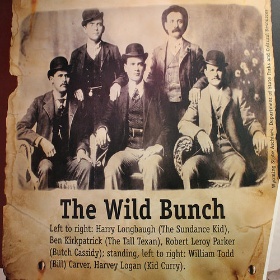 The Wild Bunch
Left to right: Harry Longbaugh (The Sundance Kid),
Ben Kirkpatrick (The Tall Texan), Robert Leroy Parker
(Butch Cassidy); standing, left to right: William Todd
(Bill) Carver, Harvey Logan (Kid Curry).
Department of State Parks and Cultural Resources